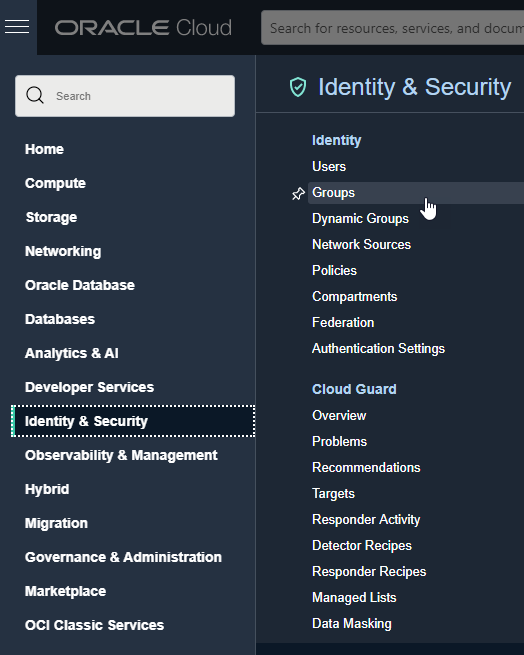 ORACLE Cloud
Search for resources, services, and docum
Search
Home
Compute
Storage
Networking
Oracle Database
Databases
Analytics & AI
Developer Services
Identity & Security
Observability & Management
Hybrid
Migration
Governance & Administration
Marketplace
OCI Classic Services
Identity & Security
Identity
Users
Groups
Dynamic Groups
Network Sources
Policies
Compartments
Federation
Authentication Settings
Cloud Guard
Overview
Problems
Recommendations
Targets
Responder Activity
Detector Recipes
Responder Recipes
Managed Lists
Data Masking